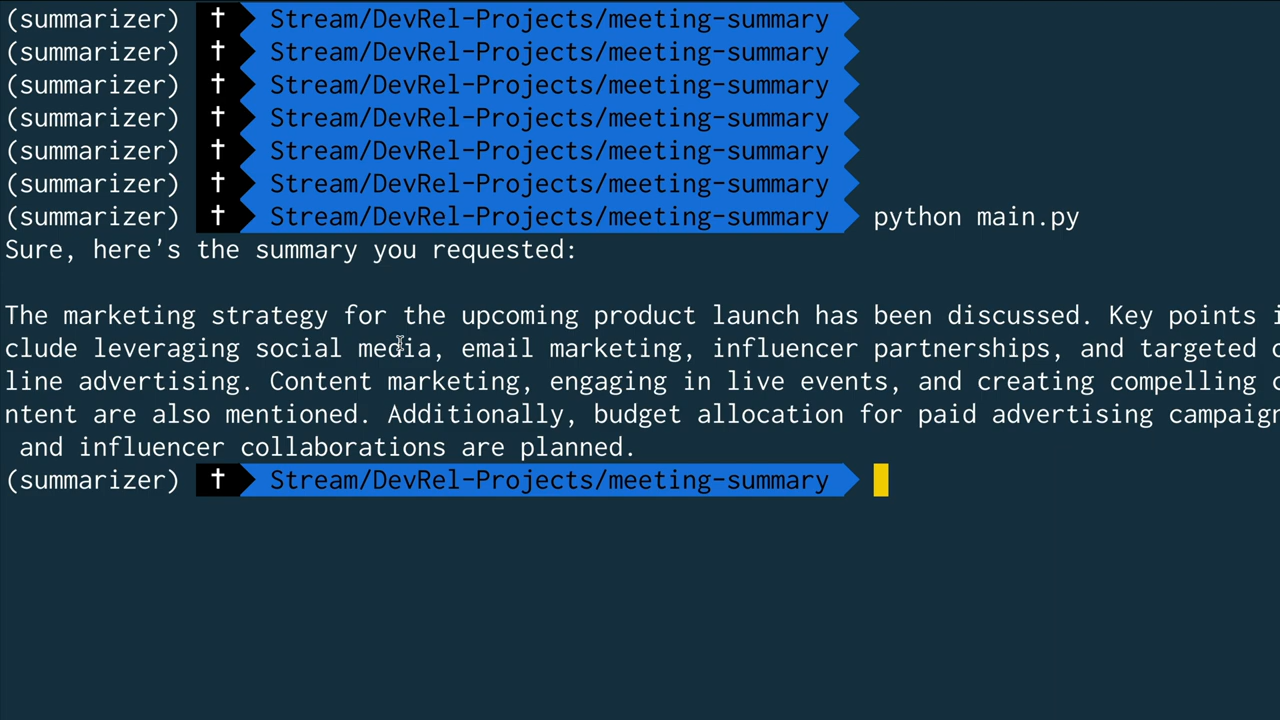 (summarizer) † Stream/DevRel-Projects/meeting-summary
(summarizer) † Stream/DevRel-Projects/meeting-summary
(summarizer) † Stream/DevRel-Projects/meeting-summary
(summarizer) † Stream/DevRel-Projects/meeting-summary
(summarizer) † Stream/DevRel-Projects/meeting-summary
(summarizer) † Stream/DevRel-Projects/meeting-summary
(summarizer) † Stream/DevRel-Projects/meeting-summary python main.py
Sure, here's the summary you requested:
The marketing strategy for the upcoming product launch has been discussed. Key points i
clude leveraging social media, email marketing, influencer partnerships, and targeted o
line advertising. Content marketing, engaging in live events, and creating compelling c
ntent are also mentioned. Additionally, budget allocation for paid advertising campaign
and influencer collaborations are planned.
(summarizer) † Stream/DevRel-Projects/meeting-summary